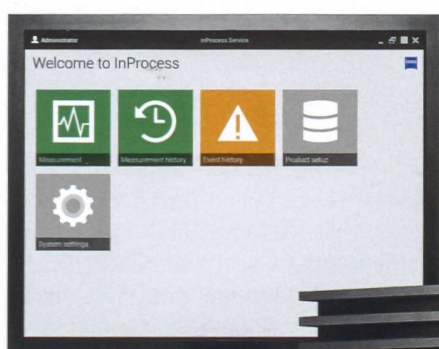 Administrator
InProcess Service
Welcome to InProcess
Measurement
Measurement history
Event history
Product setup
System settings